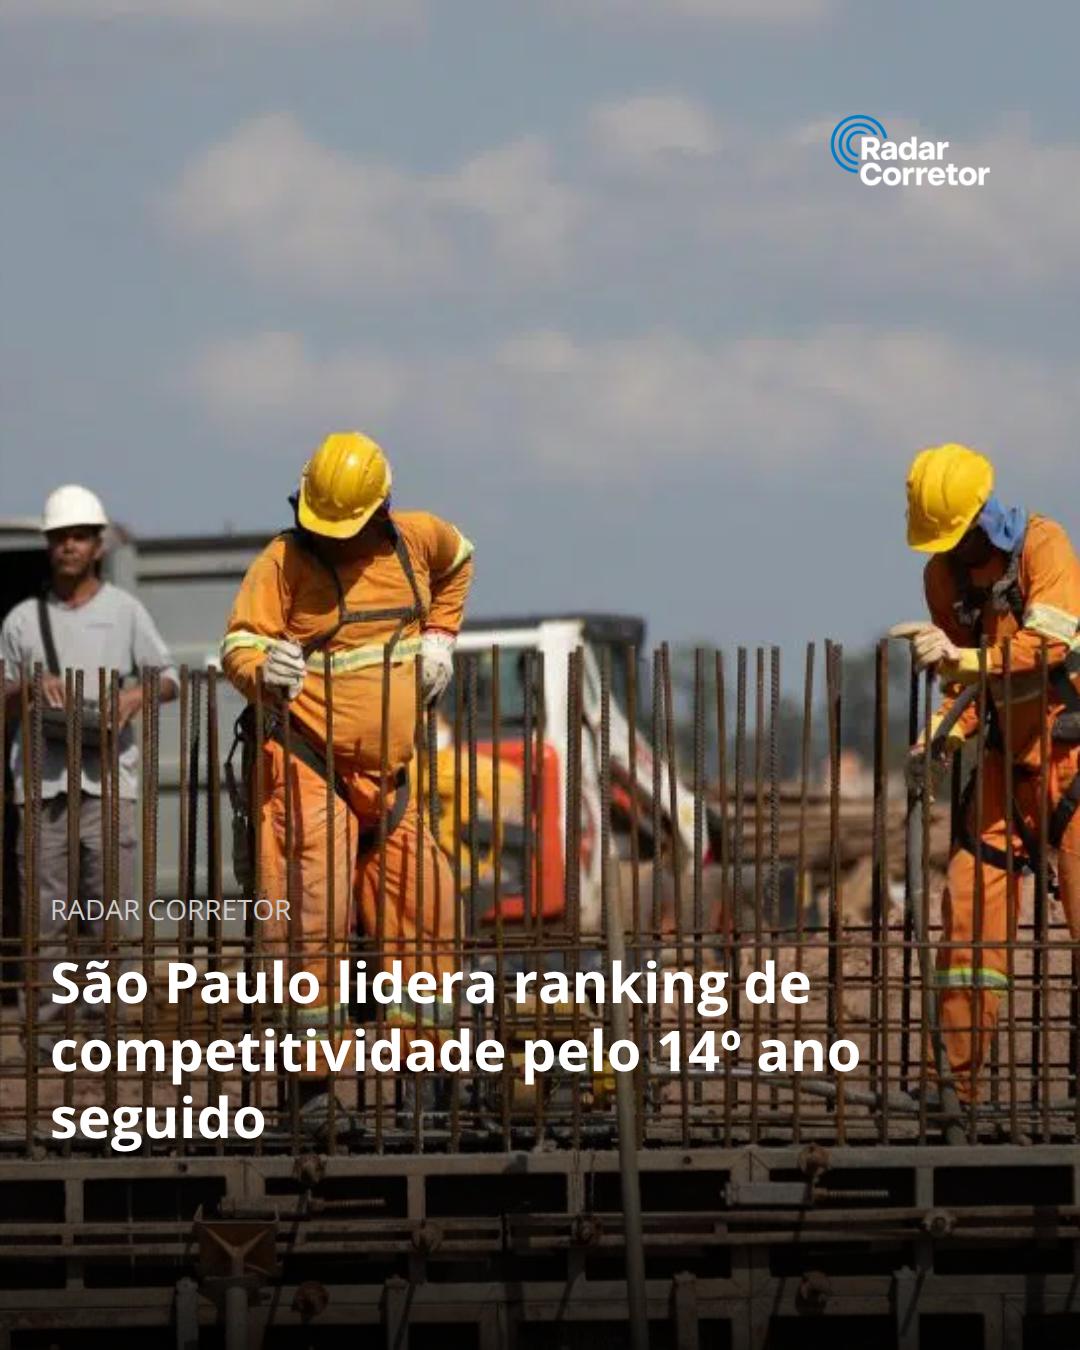 Radar
Corretor
RADAR CORRETOR
São Paulo lidera ranking de
competitividade pelo 14º ano
seguido